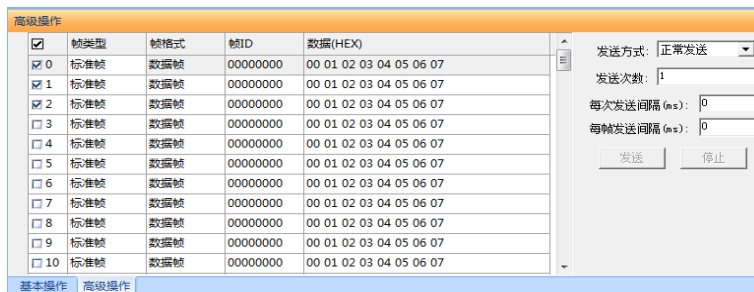 高级操作
帧类型 帧格式 帧ID 数据(HEX)
0 标准帧 数据帧 00000000 00 01 02 03 04 05 06 07
1 标准帧 数据帧 00000000 00 01 02 03 04 05 06 07
2 标准帧 数据帧 00000000 00 01 02 03 04 05 06 07
3 标准帧 数据帧 00000000 00 01 02 03 04 05 06 07
4 标准帧 数据帧 00000000 00 01 02 03 04 05 06 07
5 标准帧 数据帧 00000000 00 01 02 03 04 05 06 07
6 标准帧 数据帧 00000000 00 01 02 03 04 05 06 07
7 标准帧 数据帧 00000000 00 01 02 03 04 05 06 07
8 标准帧 数据帧 00000000 00 01 02 03 04 05 06 07
9 标准帧 数据帧 00000000 00 01 02 03 04 05 06 07
10 标准帧 数据帧 00000000 00 01 02 03 04 05 06 07
发送方式: 正常发送
发送次数: 1
每次发送间隔(ms): 0
每帧发送间隔(ms): 0
发送 停止
基本操作 高级操作